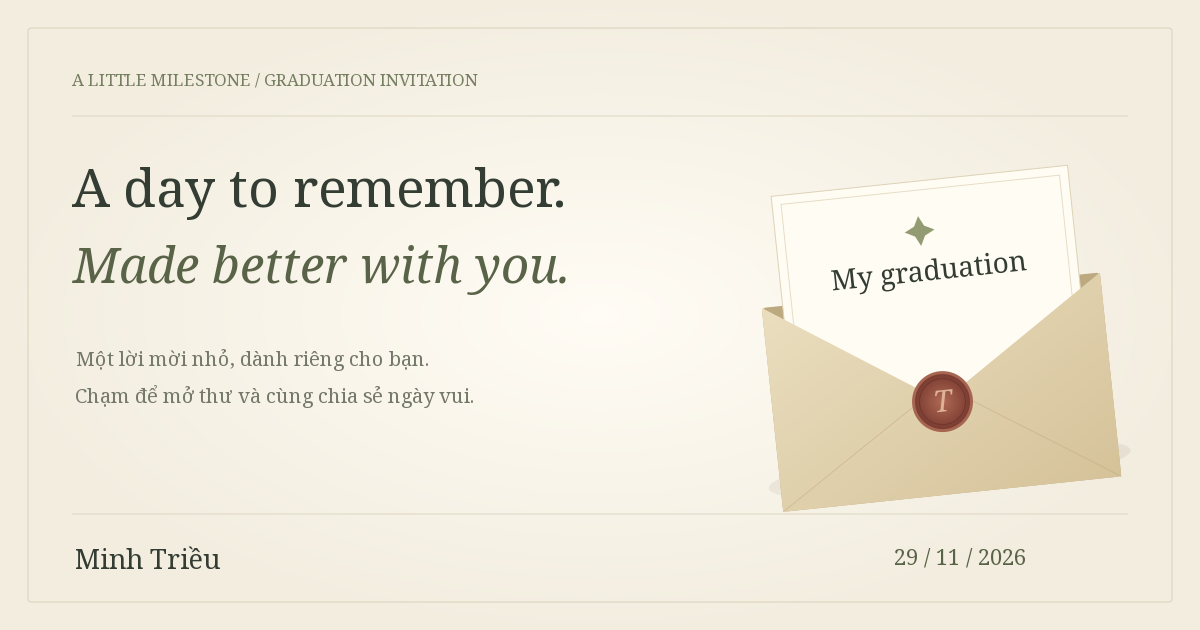 A LITTLE MILESTONE / GRADUATION INVITATION
A day to remember.
Made better with you.
Một lời mời nhỏ, dành riêng cho bạn.
Chạm để mở thư và cùng chia sẻ ngày vui.
My graduation
T
Minh Triều
29 / 11 / 2026